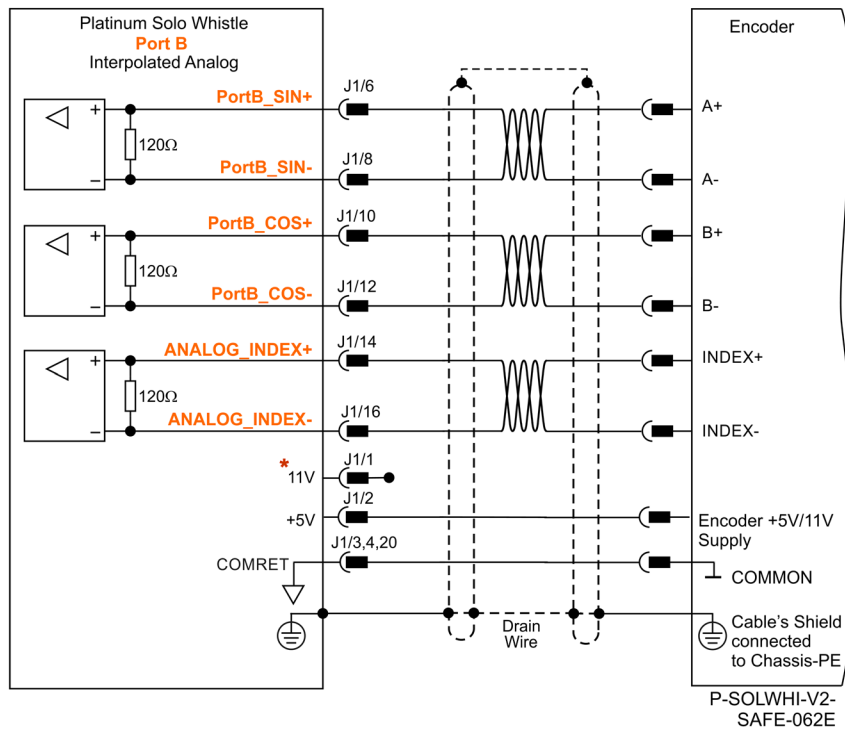 Platinum Solo Whistle
Port B
Interpolated Analog
Encoder
PortB_SIN+
J1/6
A+
+
120Ω
PortB_SIN-
J1/8
–
A-
PortB_COS+
J1/10
B+
+
120Ω
PortB_COS-
J1/12
–
B-
ANALOG_INDEX+
J1/14
INDEX+
+
120Ω
ANALOG_INDEX-
J1/16
–
INDEX-
*
11V
J1/1
+5V
J1/2
Encoder +5V/11V
Supply
COMRET
J1/3,4,20
COMMON
Drain
Wire
Cable's Shield
connected
to Chassis-PE
P-SOLWHI-V2-
SAFE-062E